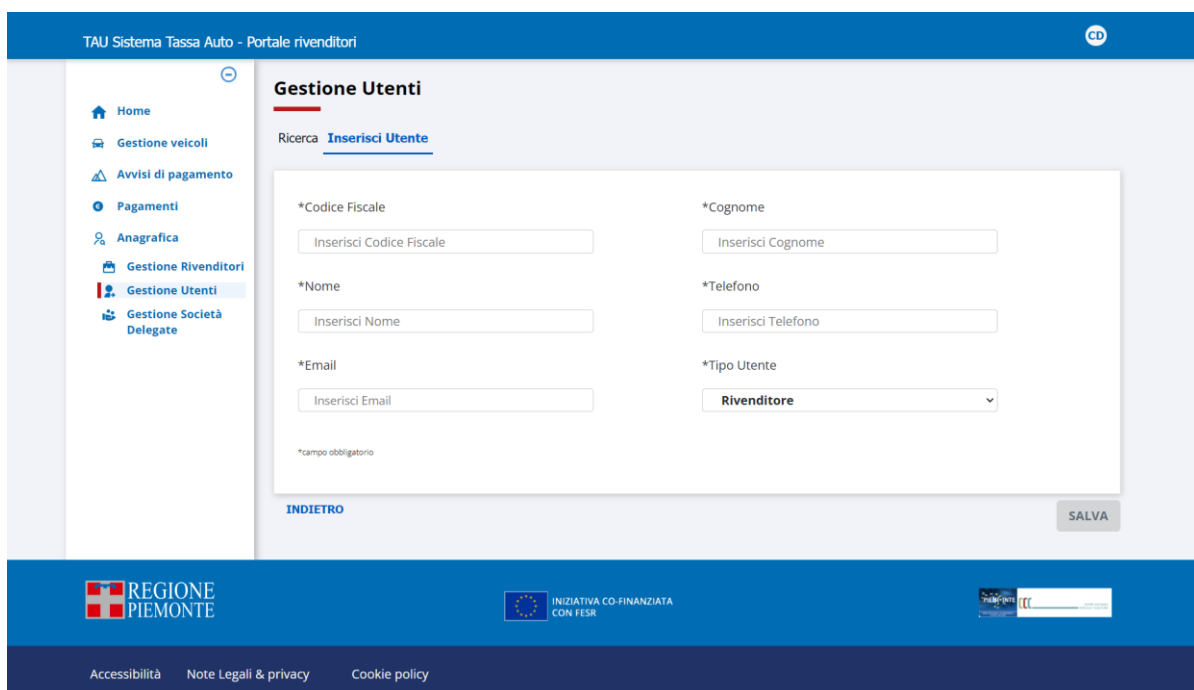 TAU Sistema Tassa Auto - Portale rivenditori
CD
Home
Gestione veicoli
Avvisi di pagamento
Pagamenti
Anagrafica
Gestione Rivenditori
Gestione Utenti
Gestione Società
Delegate
Gestione Utenti
Ricerca Inserisci Utente
*Codice Fiscale
Inserisci Codice Fiscale
*Cognome
Inserisci Cognome
*Nome
Inserisci Nome
*Telefono
Inserisci Telefono
*Email
Inserisci Email
*Tipo Utente
Rivenditore
*campo obbligatorio
INDIETRO
SALVA
REGIONE
PIEMONTE
INIZIATIVA CO-FINANZIATA
CON FESR
Accessibilità Note Legali & privacy Cookie policy